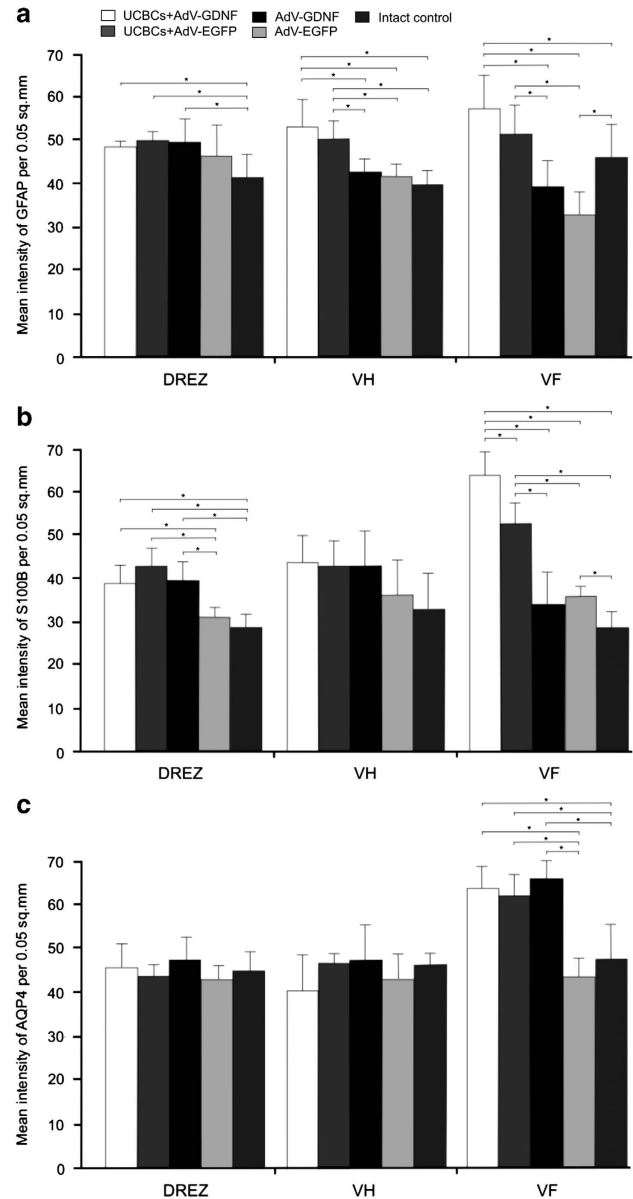 a
UCBCs+AdV-GDNF AdV-GDNF Intact control
UCBCs+AdV-EGFP AdV-EGFP
Mean intensity of GFAP per 0.05 sq.mm
70
60
50
40
30
20
10
0
* * * * * * * * * * * * * * * *
DREZ VH VF
b
Mean intensity of S100B per 0.05 sq.mm
70
60
50
40
30
20
10
0
* * * * * * * * * * * * * *
DREZ VH VF
c
Mean intensity of AQP4 per 0.05 sq.mm
70
60
50
40
30
20
10
0
* * * * * *
DREZ VH VF